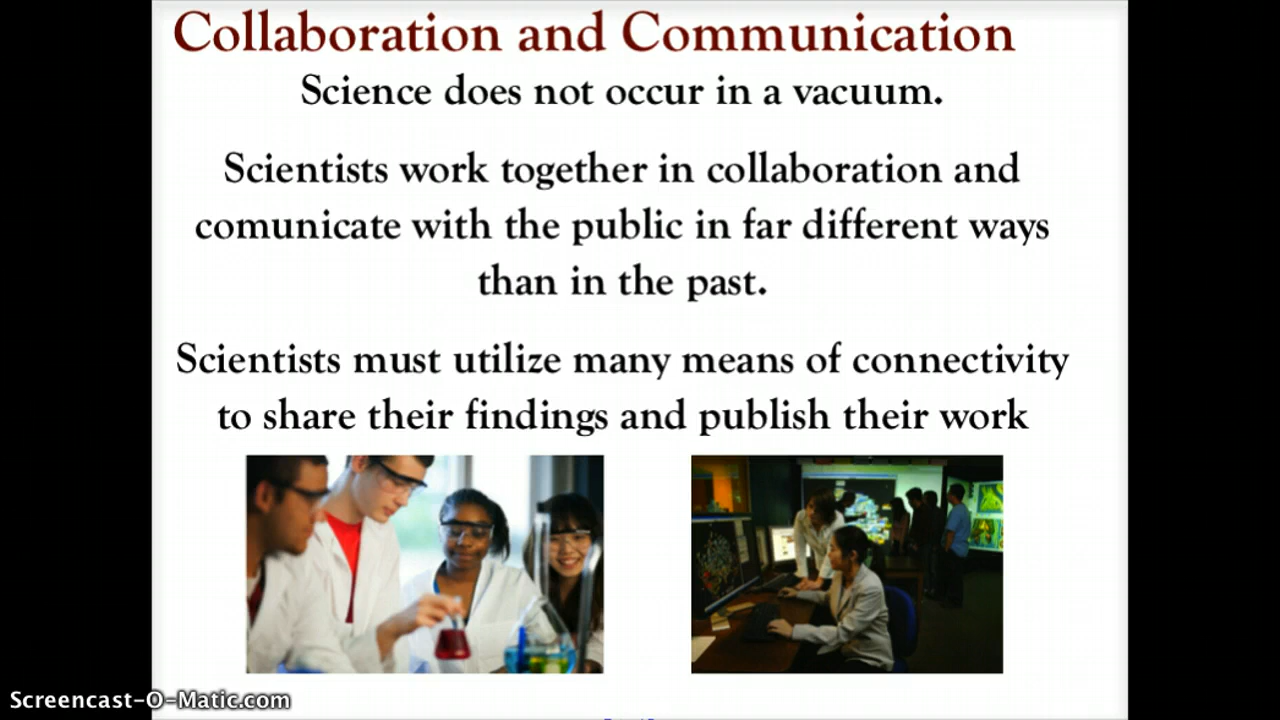 Collaboration and Communication
Science does not occur in a vacuum.
Scientists work together in collaboration and
comunicate with the public in far different ways
than in the past.
Scientists must utilize many means of connectivity
to share their findings and publish their work
Screencast-O-Matic.com